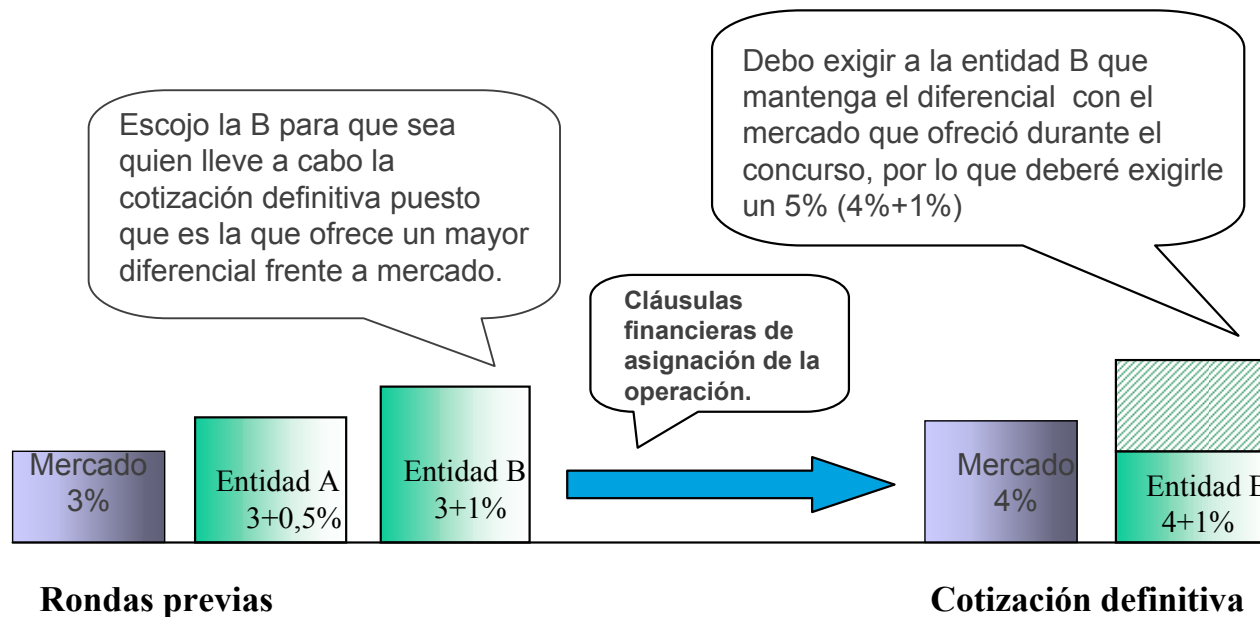 Escojo la B para que sea
quien lleve a cabo la
cotización definitiva puesto
que es la que ofrece un mayor
diferencial frente a mercado.
Debo exigir a la entidad B que
mantenga el diferencial con el
mercado que ofreció durante el
concurso, por lo que deberé exigirle
un 5% (4%+1%)
Cláusulas
financieras de
asignación de la
operación.
Mercado
3%
Entidad A
3+0,5%
Entidad B
3+1%
Mercado
4%
Entidad
4+1%
Rondas previas
Cotización definitiva